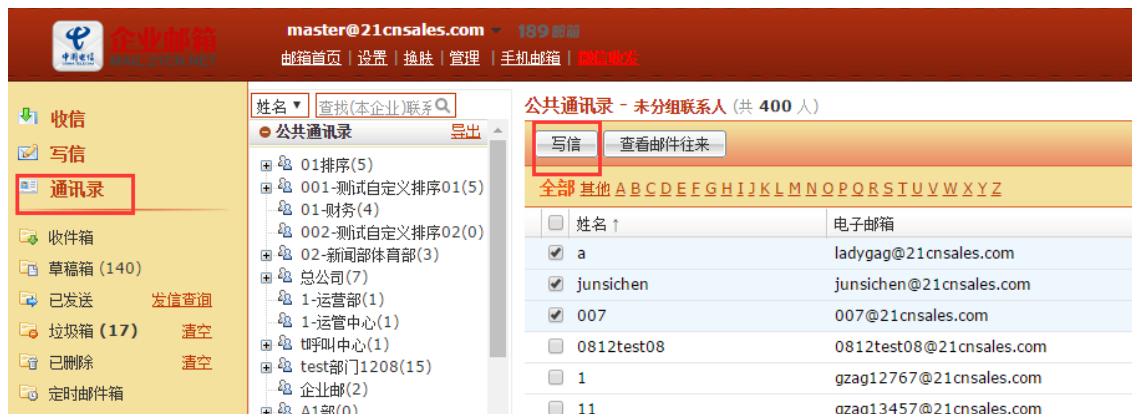 中国电信
企业邮箱
MAIL.21CN.NET
master@21cnsales.com 189邮箱
邮箱首页 | 设置 | 换肤 | 管理 | 手机邮箱 | 微信收发
收信
写信
通讯录
收件箱
草稿箱 (140)
已发送 发信查询
垃圾箱 (17) 清空
已删除 清空
定时邮件箱
姓名 ▼ 查找(本企业)联系
公共通讯录 导出
01排序(5)
001-测试自定义排序01(5)
01-财务(4)
002-测试自定义排序02(0)
02-新闻部体育部(3)
总公司(7)
1-运营部(1)
1-运管中心(1)
t呼叫中心(1)
test部门1208(15)
企业邮(2)
A1部(0)
公共通讯录 - 未分组联系人 (共 400 人)
写信 查看邮件往来
全部 其他 A B C D E F G H I J K L M N O P Q R S T U V W X Y Z
姓名 ↑ 电子邮箱
a ladygag@21cnsales.com
junsichen junsichen@21cnsales.com
007 007@21cnsales.com
0812test08 0812test08@21cnsales.com
1 gzag12767@21cnsales.com
11 gzag13457@21cnsales.com